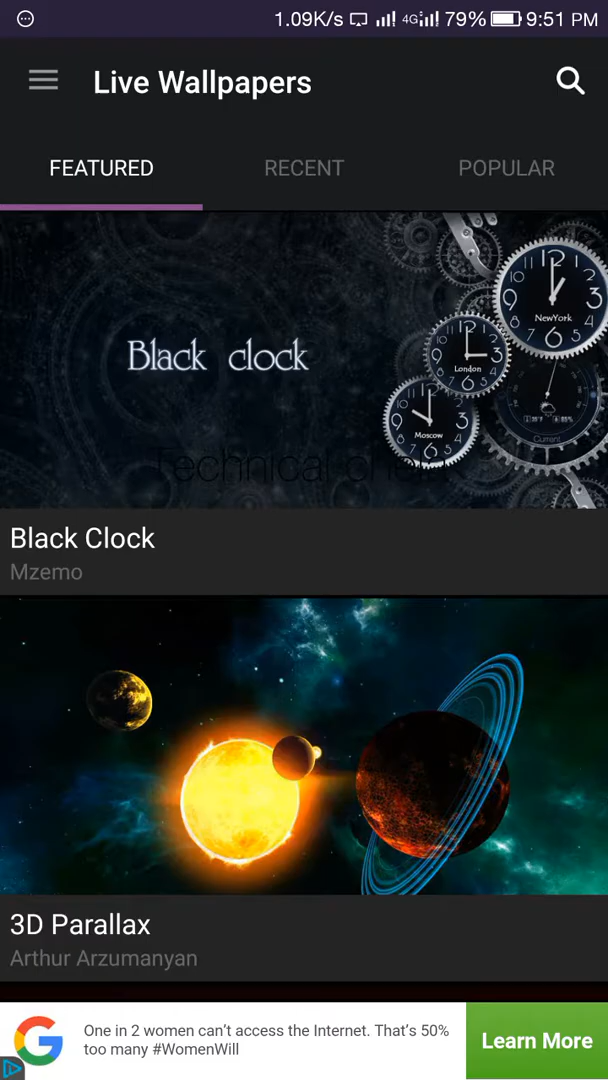 1.09K/s 4G 79% 9:51 PM
Live Wallpapers
FEATURED RECENT POPULAR
Black clock
NewYork
London
Moscow
Current
Technical
Black Clock
Mzemo
3D Parallax
Arthur Arzumanyan
One in 2 women can't access the Internet. That's 50%
too many #WomenWill
Learn More